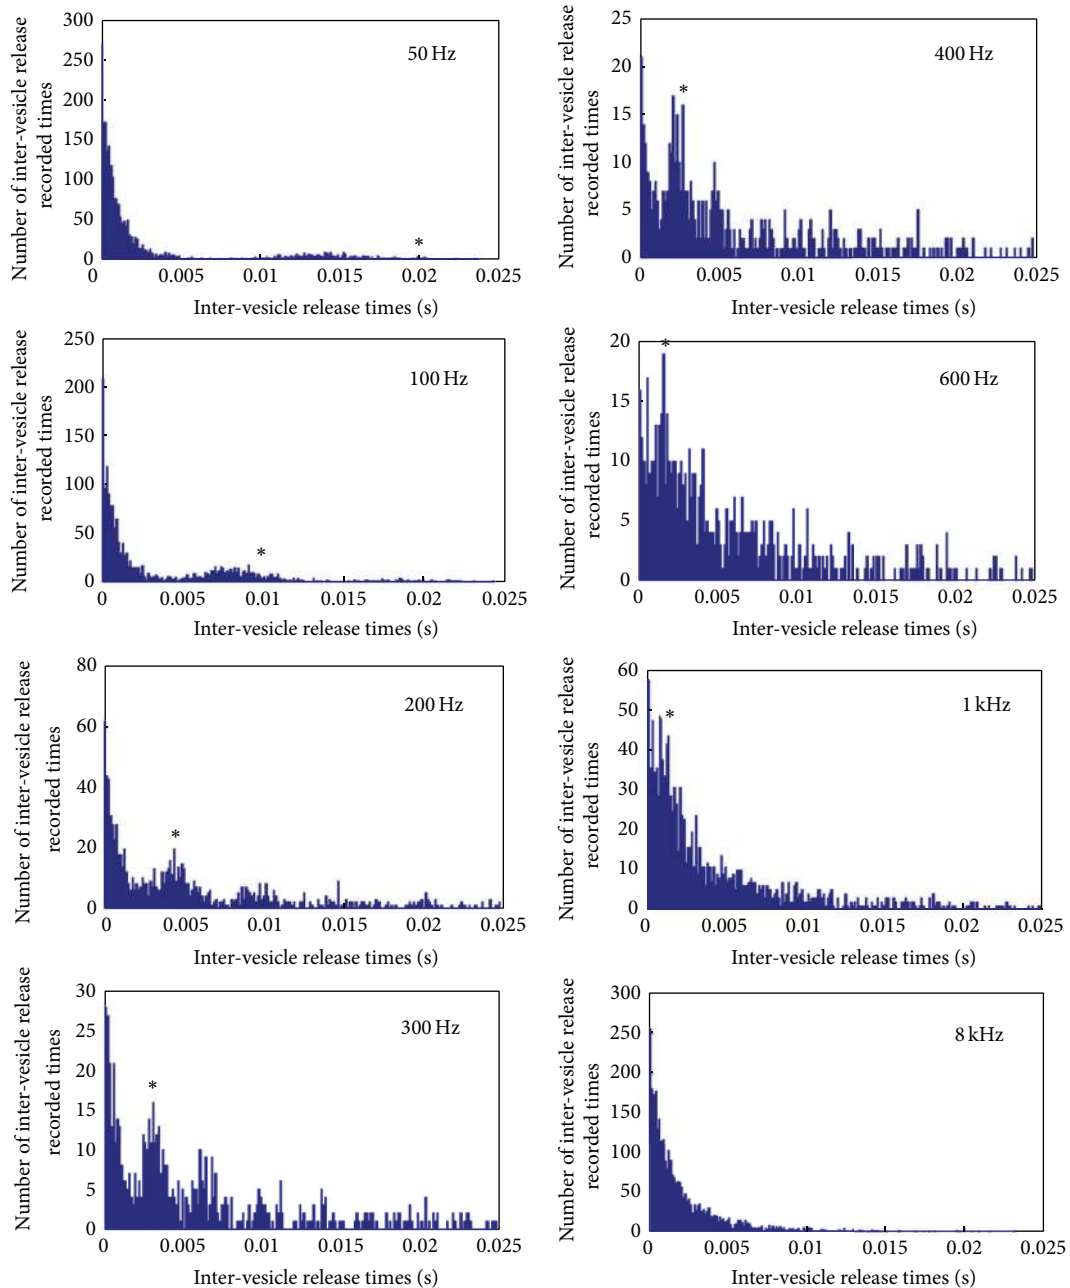 50 Hz
Number of inter-vesicle release
recorded times
300
250
200
150
100
50
0
*
0 0.005 0.01 0.015 0.02 0.025
Inter-vesicle release times (s)
400 Hz
Number of inter-vesicle release
recorded times
25
20
15
10
5
0
*
0 0.005 0.01 0.015 0.02 0.025
Inter-vesicle release times (s)
100 Hz
Number of inter-vesicle release
recorded times
250
200
150
100
50
0
*
0 0.005 0.01 0.015 0.02 0.025
Inter-vesicle release times (s)
600 Hz
Number of inter-vesicle release
recorded times
20
15
10
5
0
*
0 0.005 0.01 0.015 0.02 0.025
Inter-vesicle release times (s)
200 Hz
Number of inter-vesicle release
recorded times
80
60
40
20
0
*
0 0.005 0.01 0.015 0.02 0.025
Inter-vesicle release times (s)
1 kHz
Number of inter-vesicle release
recorded times
60
50
40
30
20
10
0
*
0 0.005 0.01 0.015 0.02 0.025
Inter-vesicle release times (s)
300 Hz
Number of inter-vesicle release
recorded times
30
25
20
15
10
5
0
*
0 0.005 0.01 0.015 0.02 0.025
Inter-vesicle release times (s)
8 kHz
Number of inter-vesicle release
recorded times
300
250
200
150
100
50
0
0 0.005 0.01 0.015 0.02 0.025
Inter-vesicle release times (s)